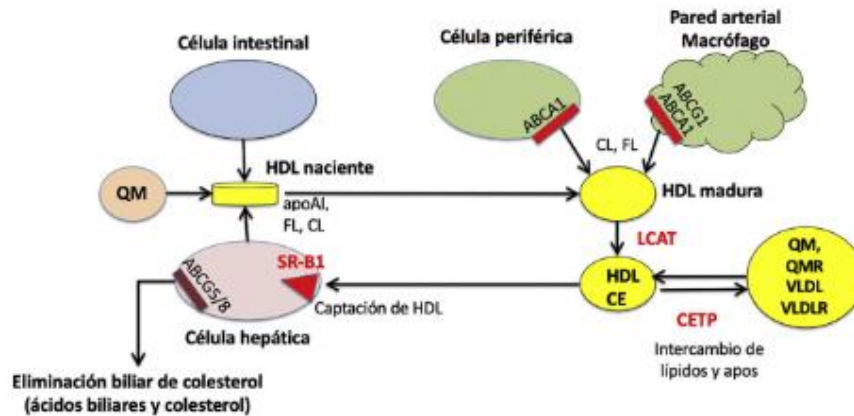 Pared arterial
Macrófago
Célula intestinal
Célula periférica
ABCA1
ABCG1
ABCA1
CL, FL
HDL naciente
QM
apoAI,
FL, CL
HDL madura
LCAT
SR-B1
ABCG5/8
Captación de HDL
HDL
CE
QM,
QMR
VLDL
VLDLR
CETP
Célula hepática
Intercambio de
lípidos y apos
Eliminación biliar de colesterol
(ácidos biliares y colesterol)